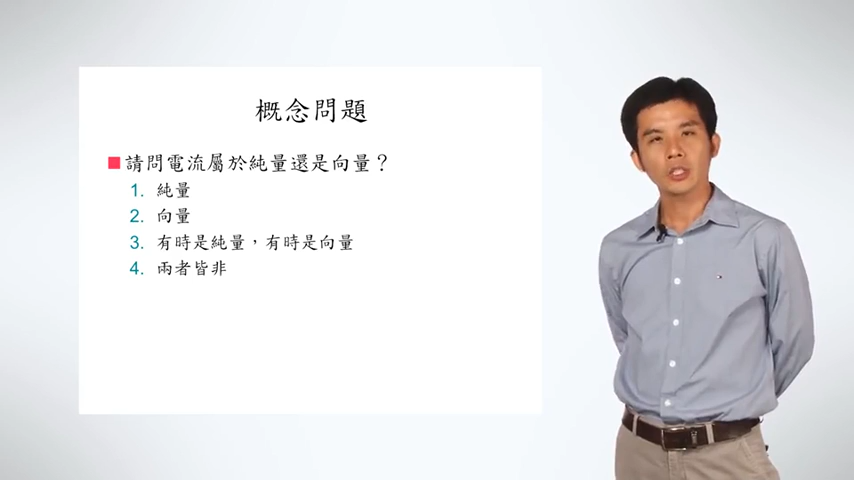 概念問題
請問電流屬於純量還是向量？
1. 純量
2. 向量
3. 有時是純量，有時是向量
4. 兩者皆非